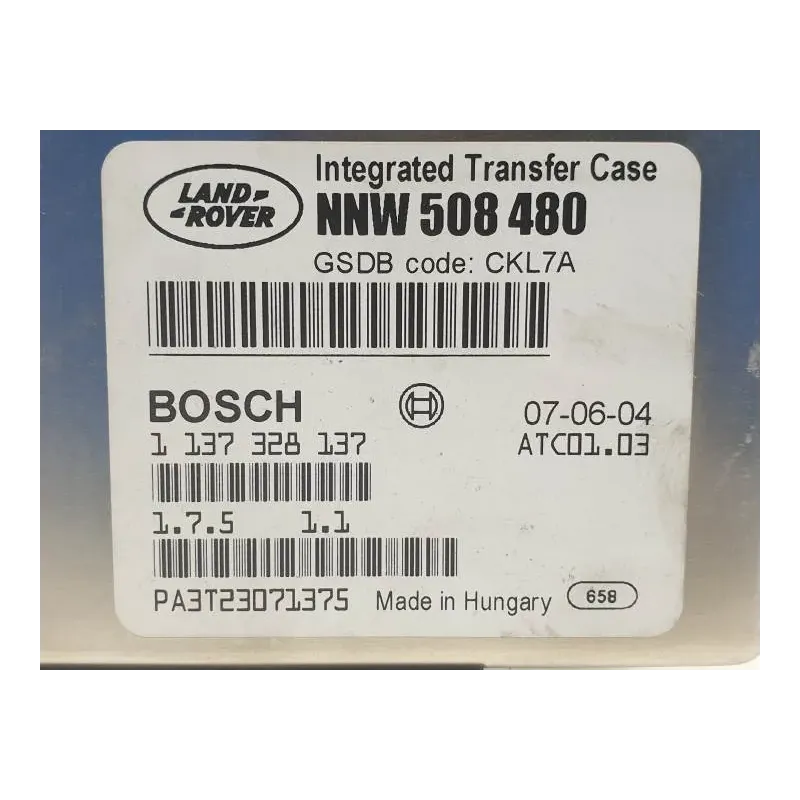 LAND
ROVER
Integrated Transfer Case
NNW 508 480
GSDB code: CKL7A
BOSCH
07-06-04
1 137 328 137
ATC01.03
1.7.5 1.1
PA3T23071375 Made in Hungary 658